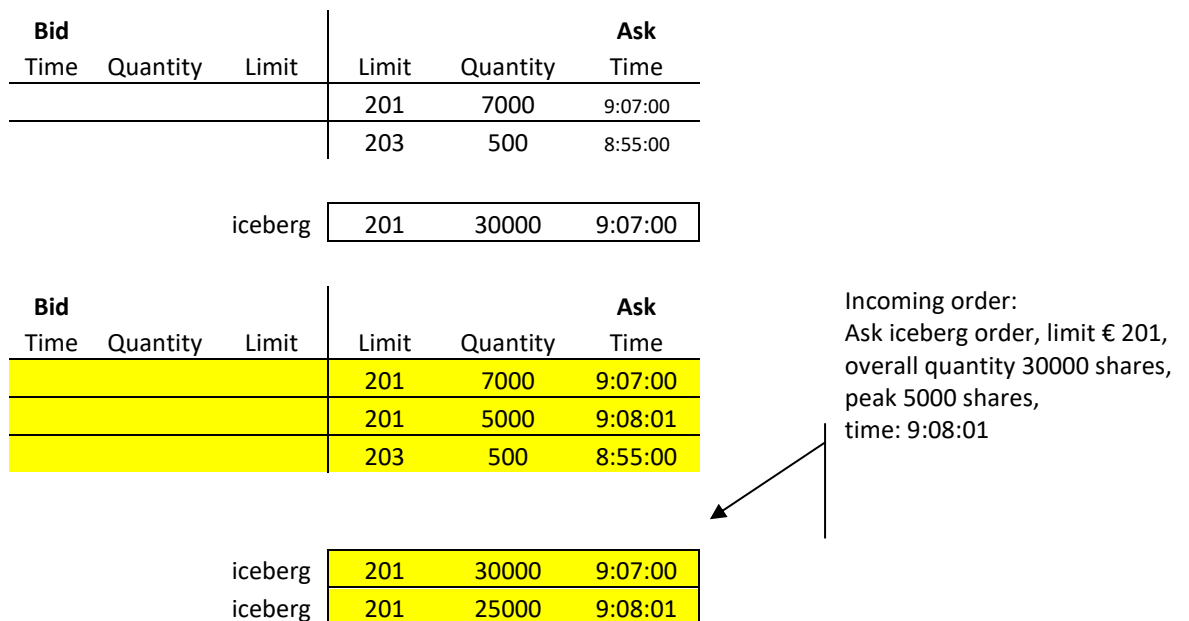 Bid Ask
Time Quantity Limit Limit Quantity Time
201 7000 9:07:00
203 500 8:55:00
iceberg 201 30000 9:07:00
Bid Ask
Time Quantity Limit Limit Quantity Time
201 7000 9:07:00
201 5000 9:08:01
203 500 8:55:00
iceberg 201 30000 9:07:00
iceberg 201 25000 9:08:01
Incoming order:
Ask iceberg order, limit € 201,
overall quantity 30000 shares,
peak 5000 shares,
time: 9:08:01